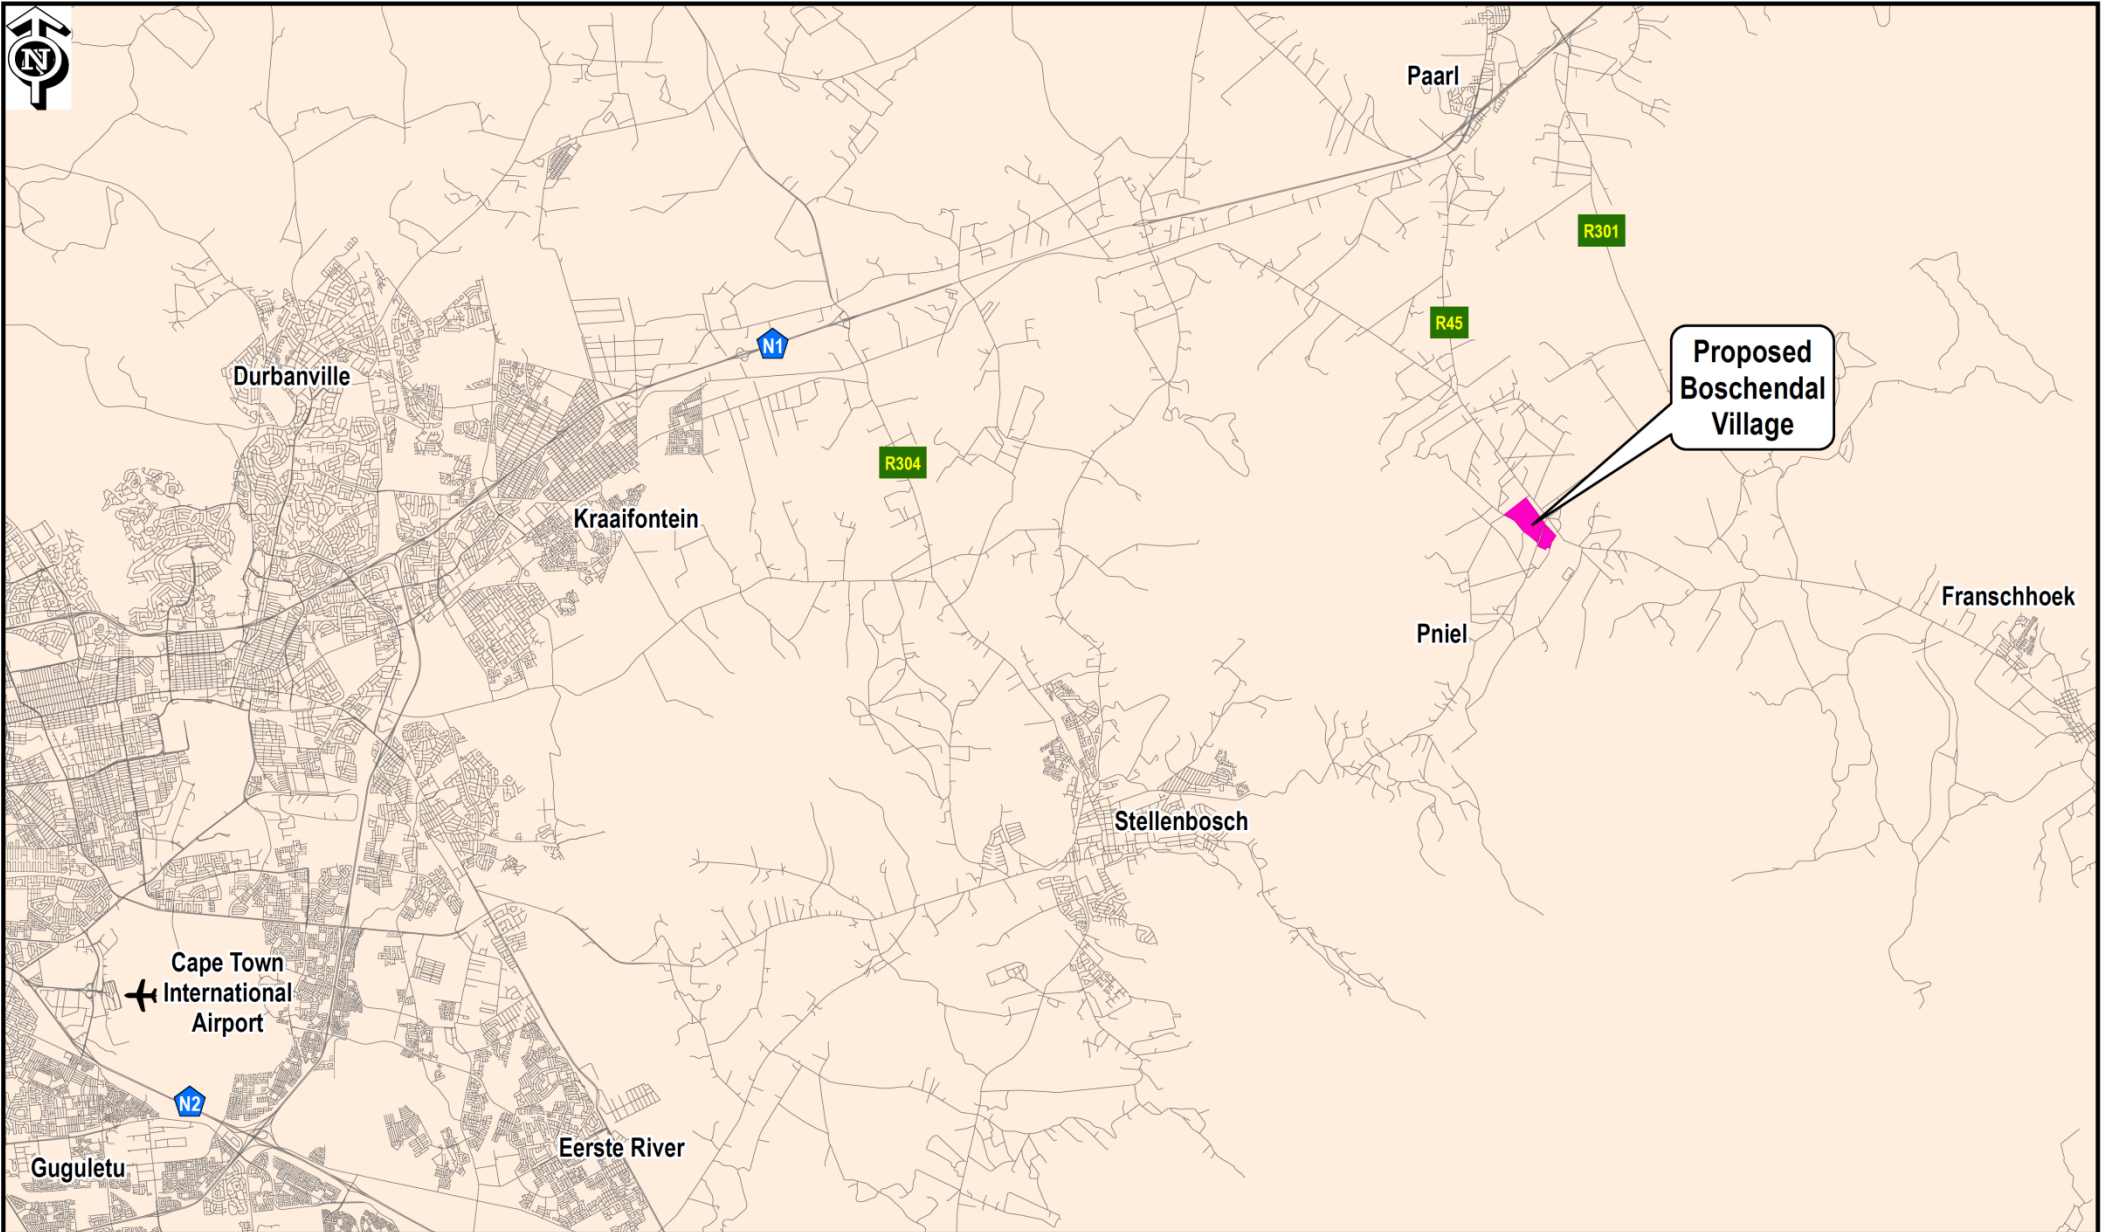 N
Paarl
R301
R45
N1
Proposed
Boschendal
Village
Durbanville
R304
Kraaifontein
Franschhoek
Pniel
Stellenbosch
Cape Town
International
Airport
N2
Eerste River
Guguletu